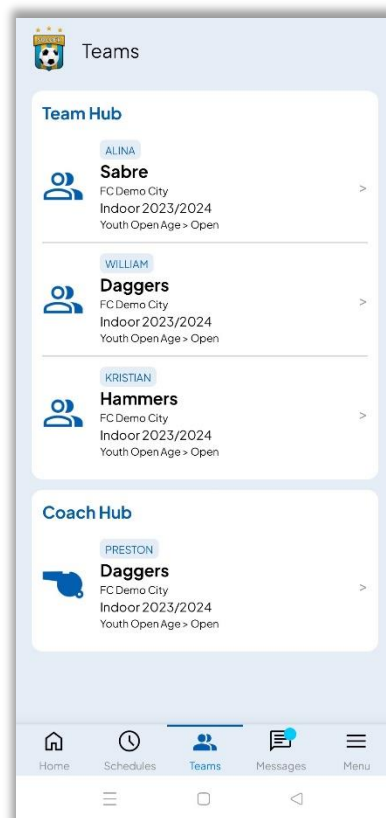 SOCCER
Teams
Team Hub
ALINA
Sabre
FC Demo City
Indoor 2023/2024
Youth Open Age > Open
>
WILLIAM
Daggers
FC Demo City
Indoor 2023/2024
Youth Open Age > Open
>
KRISTIAN
Hammers
FC Demo City
Indoor 2023/2024
Youth Open Age > Open
>
Coach Hub
PRESTON
Daggers
FC Demo City
Indoor 2023/2024
Youth Open Age > Open
>
Home Schedules Teams Messages Menu